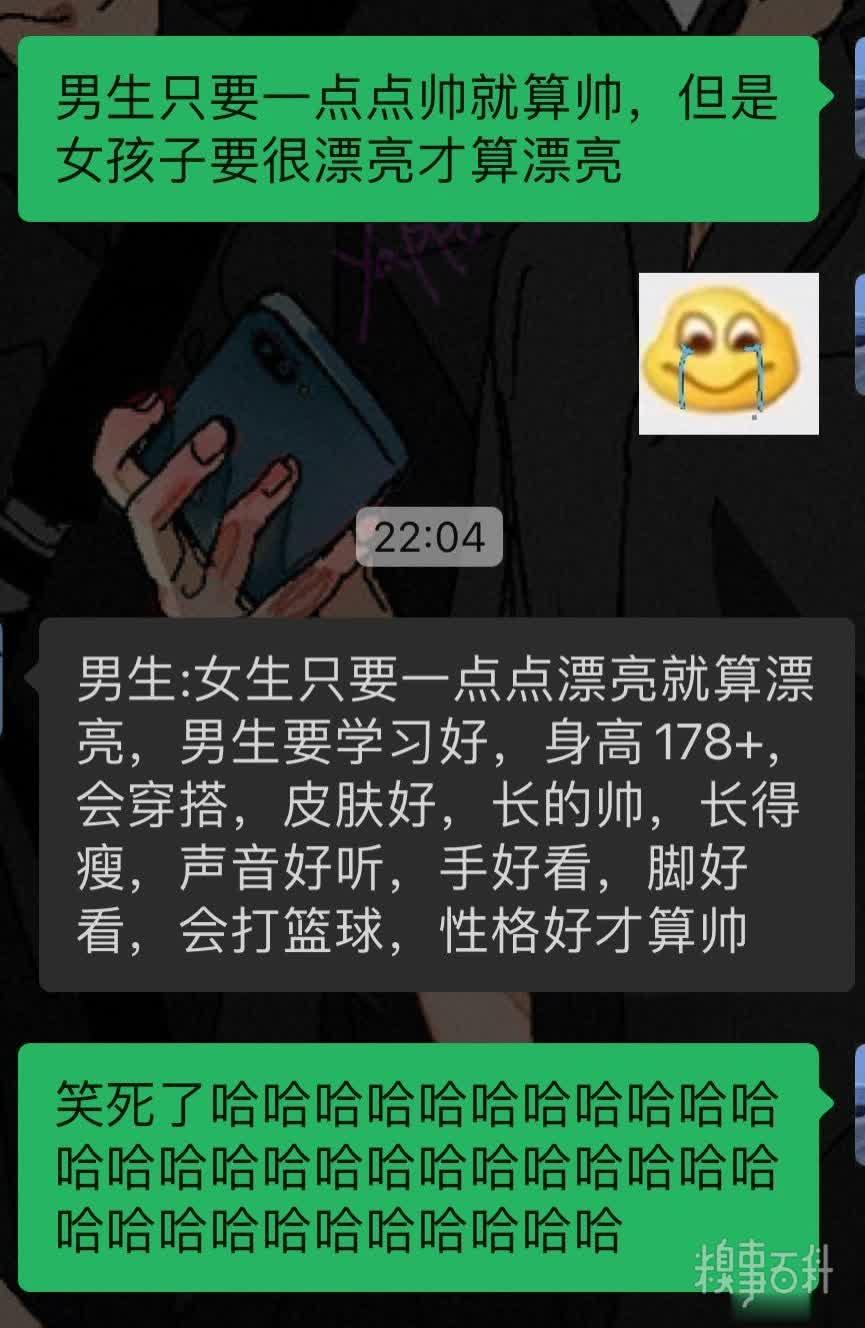 男生只要一点点帅就算帅，但是
女孩子要很漂亮才算漂亮
22:04
男生:女生只要一点点漂亮就算漂
亮，男生要学习好，身高178+，
会穿搭，皮肤好，长的帅，长得
瘦，声音好听，手好看，脚好
看，会打篮球，性格好才算帅
笑死了哈哈哈哈哈哈哈哈哈哈哈
哈哈哈哈哈哈哈哈哈哈哈哈哈哈
哈哈哈哈哈哈哈哈哈哈哈
糗事百科